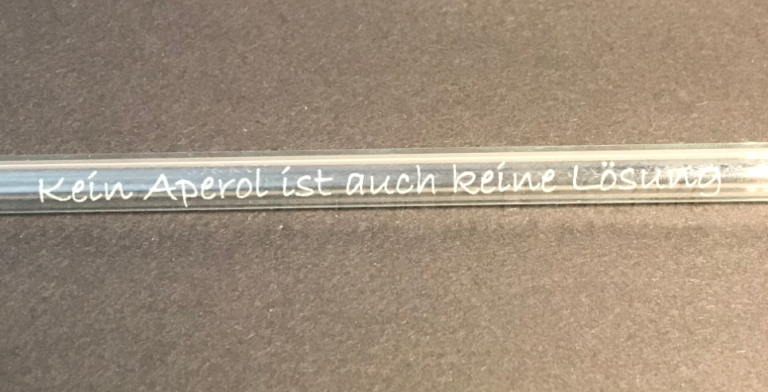 Kein Aperol ist auch keine Lösung